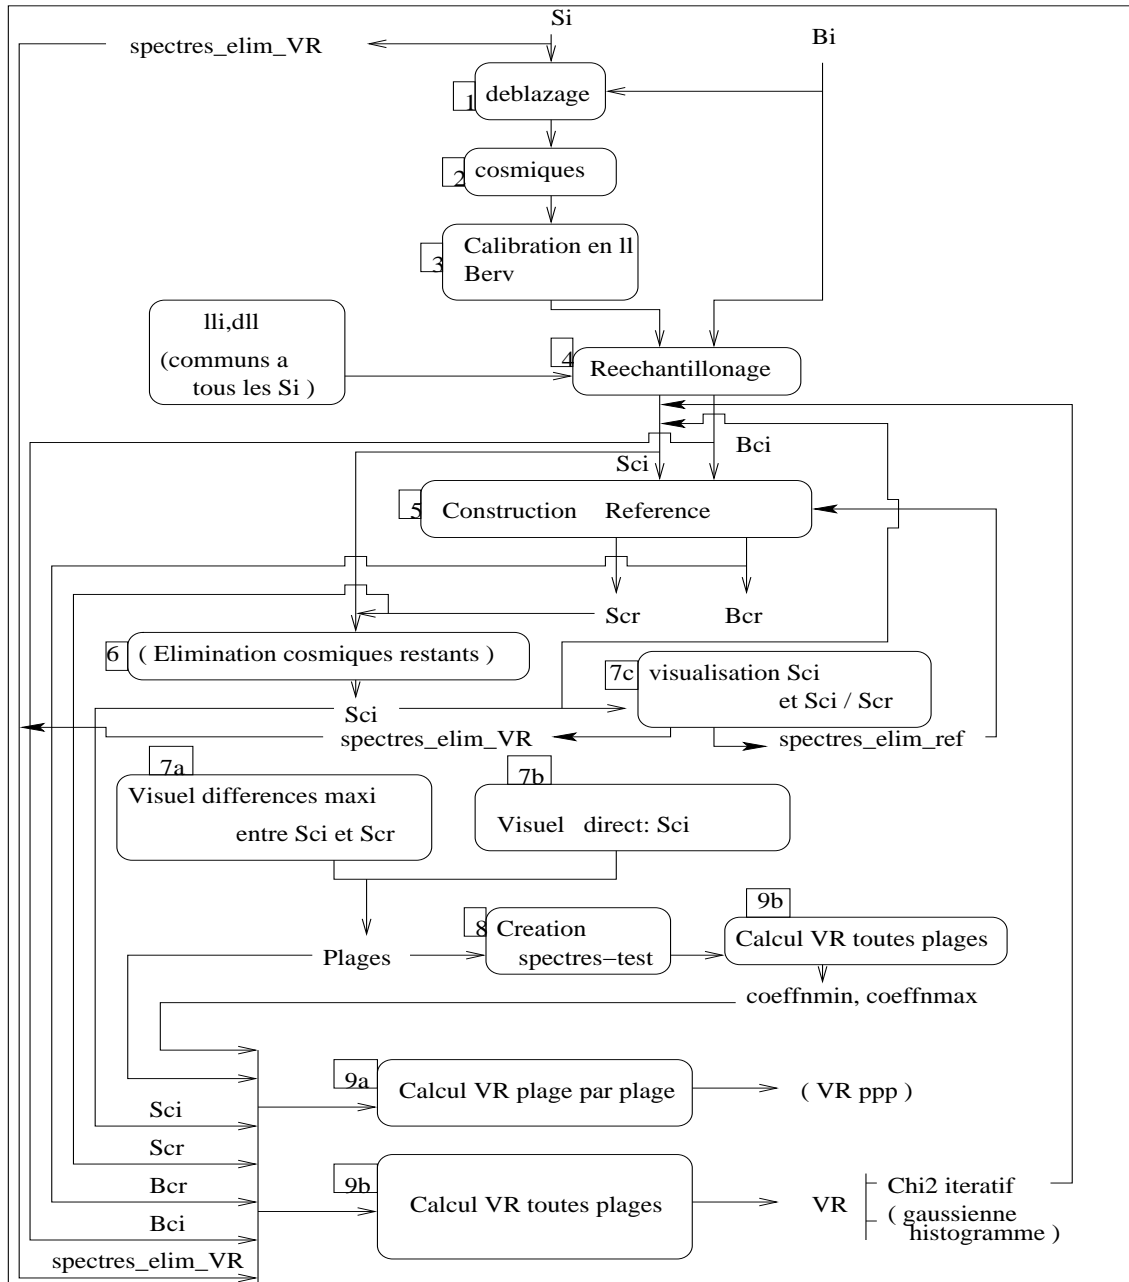 Si
spectres_elim_VR
Bi
1
deblazage
2
cosmiques
3
Calibration en ll
Berv
lli,dll
(communs a
tous les Si )
4
Reechantillonage
Sci
Bci
5
Construction Reference
Scr
Bcr
6
( Elimination cosmiques restants )
7c
visualisation Sci
et Sci / Scr
Sci
spectres_elim_VR
spectres_elim_ref
7a
Visuel differences maxi
entre Sci et Scr
7b
Visuel direct: Sci
Plages
8
Creation
spectres-test
9b
Calcul VR toutes plages
coeffnmin, coeffnmax
9a
Calcul VR plage par plage
( VR ppp )
Sci
Scr
Bcr
Bci
spectres_elim_VR
9b
Calcul VR toutes plages
VR
Chi2 iteratif
( gaussienne
histogramme )